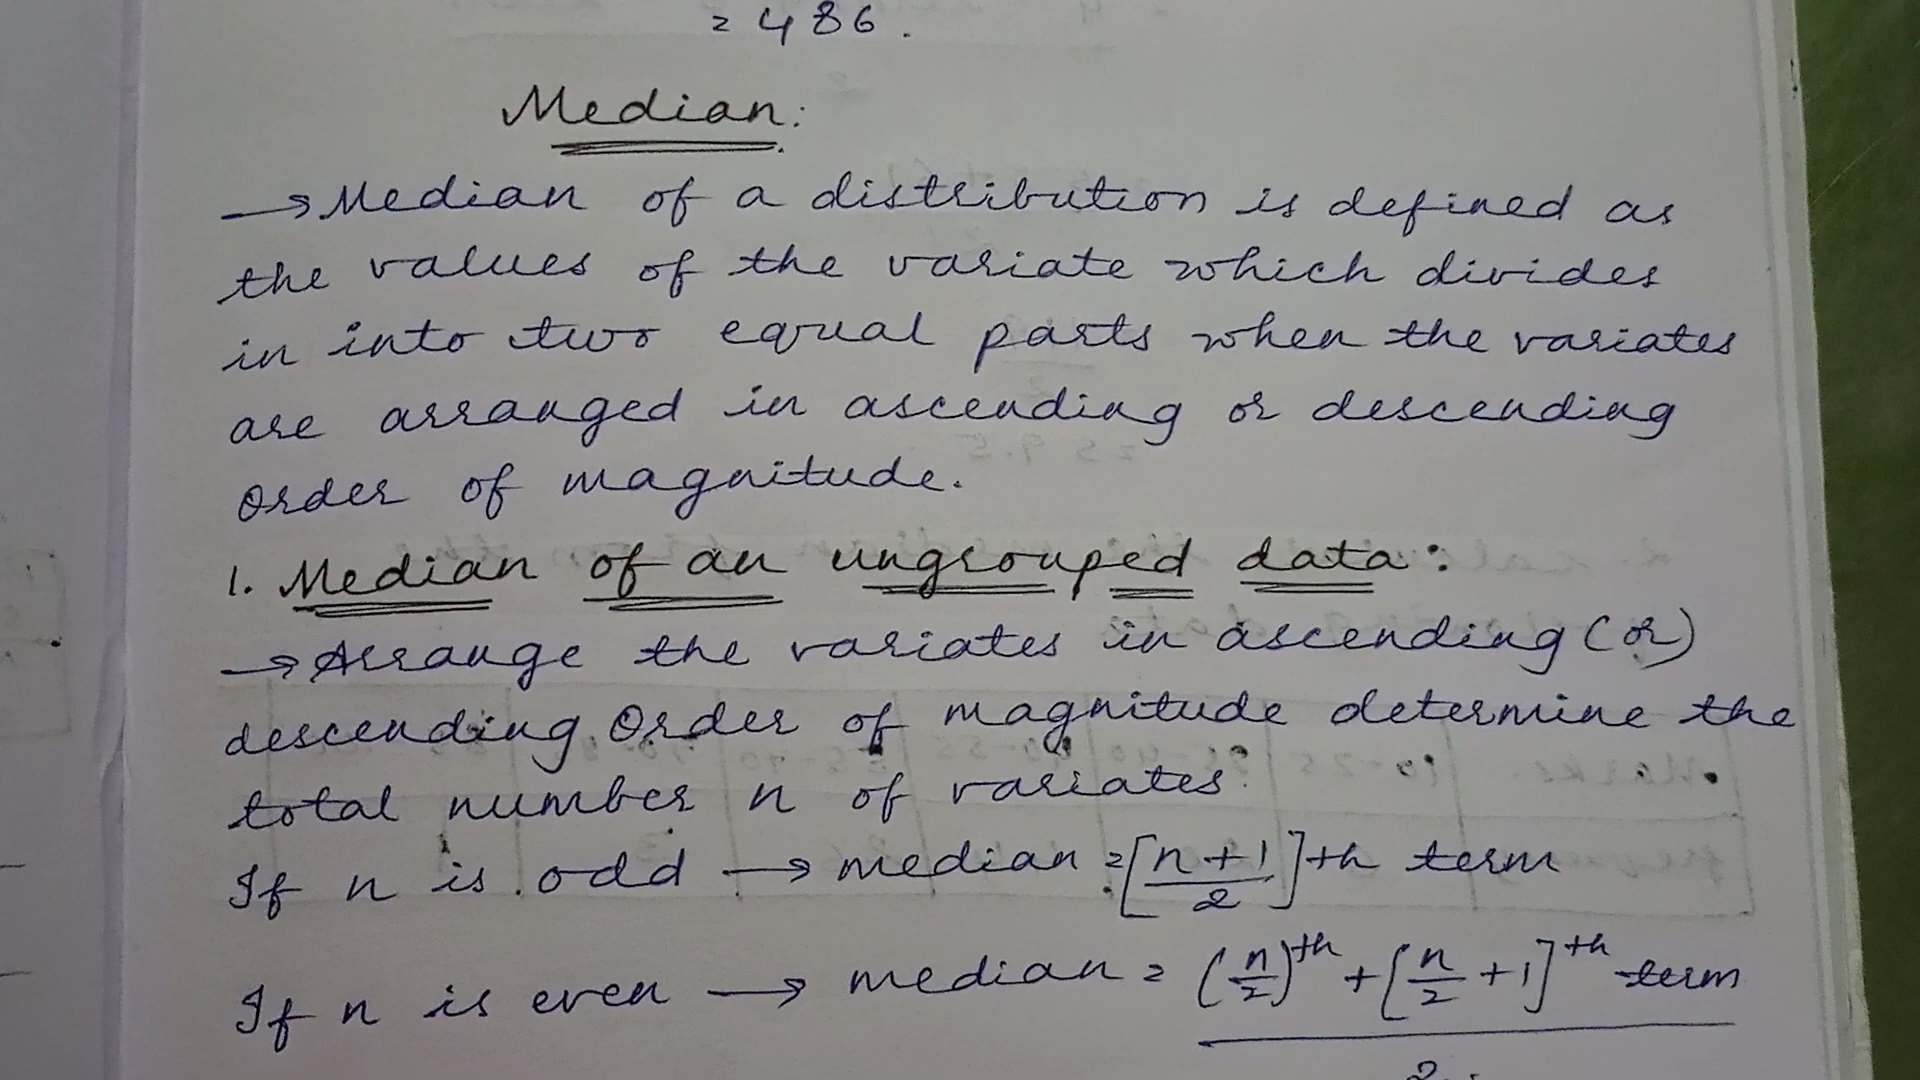 = 486.
Median:
→ Median of a distribution is defined as
the values of the variate which divides
in into two equal parts when the variates
are arranged in ascending or descending
Order of magnitude.
1. Median of an ungrouped data:
→ Arrange the variates in ascending (or)
descending Order of magnitude determine the
total number n of variates.
If n is odd → median = [n+1/2]th term
If n is even → median = (n/2)th + [n/2 + 1]th term
2